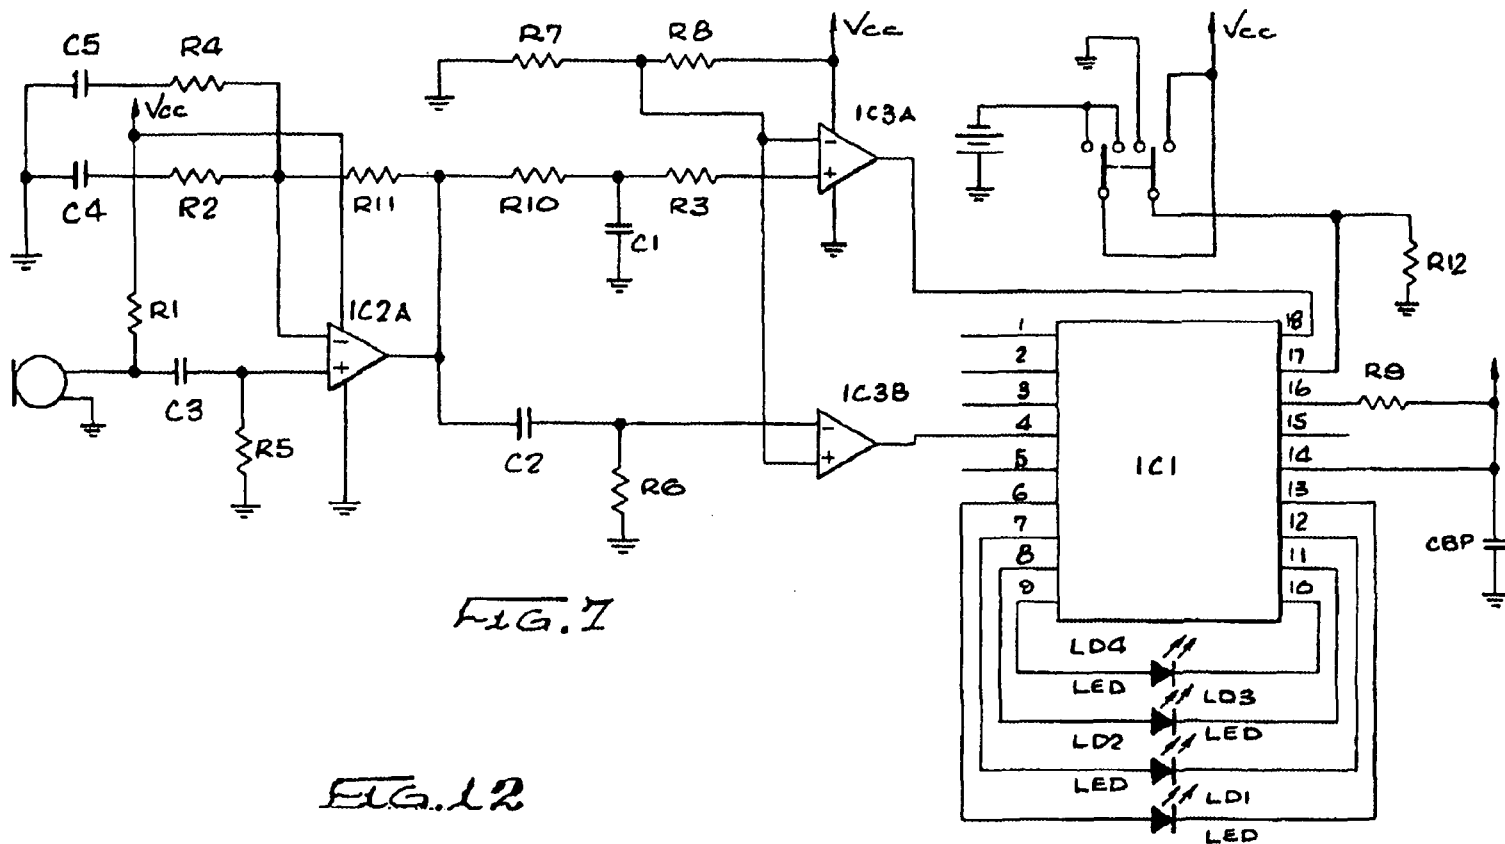 C5
R4
R7
R8
Vcc
Vcc
Vcc
IC3A
C4
R2
R11
R10
R3
C1
R12
R1
IC2A
C3
R5
C2
R6
IC3B
IC1
1
2
3
4
5
6
7
8
9
18
17
16
15
14
13
12
11
10
R9
CBP
LD4
LED
LD3
LED
LD2
LED
LD1
LED
FIG. 7
FIG. 12